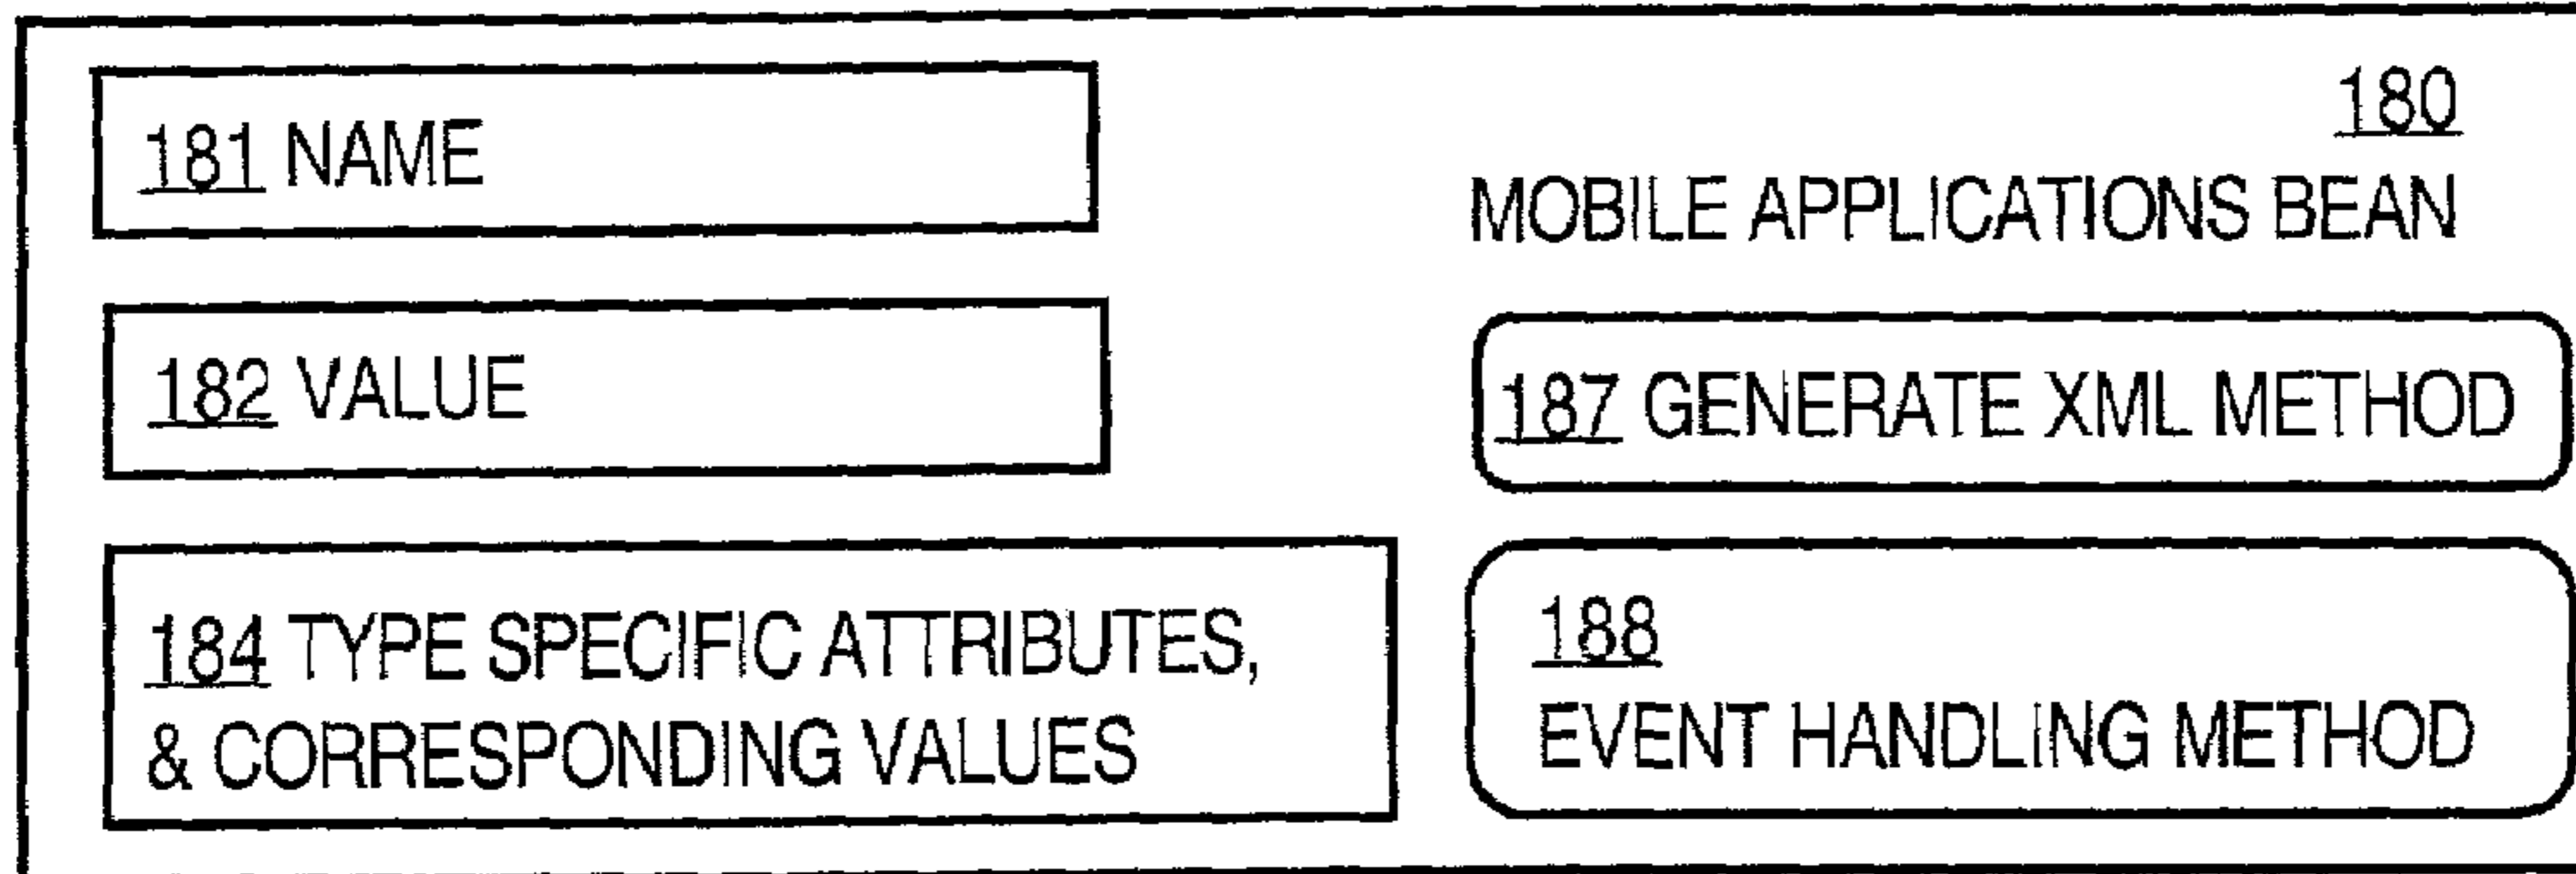 181 NAME
182 VALUE
184 TYPE SPECIFIC ATTRIBUTES,
& CORRESPONDING VALUES
180
MOBILE APPLICATIONS BEAN
187 GENERATE XML METHOD
188
EVENT HANDLING METHOD